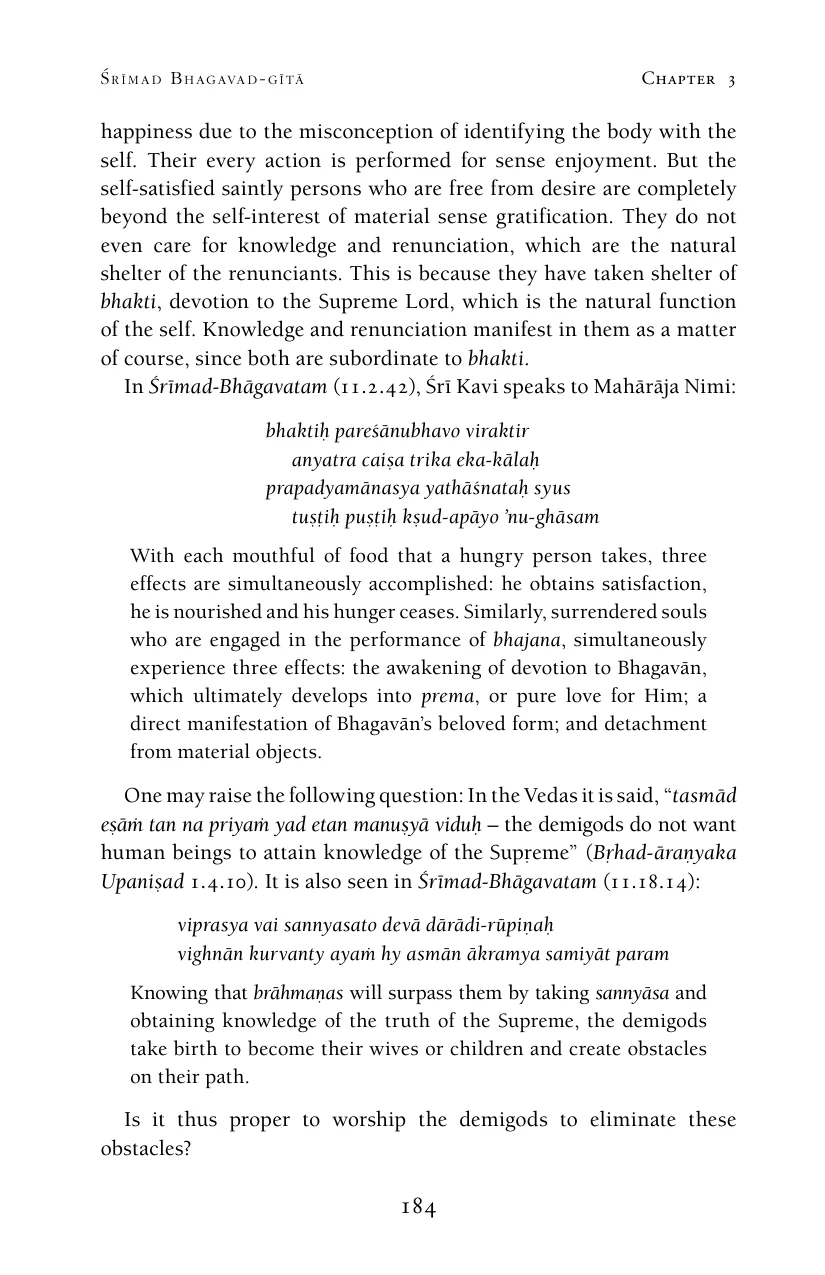 Śrīmad Bhagavad-gītā Chapter 3
happiness due to the misconception of identifying the body with the
self. Their every action is performed for sense enjoyment. But the
self-satisfied saintly persons who are free from desire are completely
beyond the self-interest of material sense gratification. They do not
even care for knowledge and renunciation, which are the natural
shelter of the renunciants. This is because they have taken shelter of
bhakti, devotion to the Supreme Lord, which is the natural function
of the self. Knowledge and renunciation manifest in them as a matter
of course, since both are subordinate to bhakti.
In Śrīmad-Bhāgavatam (11.2.42), Śrī Kavi speaks to Mahārāja Nimi:
bhaktiḥ pareśānubhavo viraktir
anyatra caiṣa trika eka-kālaḥ
prapadyamānasya yathāśnataḥ syus
tuṣṭiḥ puṣṭiḥ kṣud-apāyo ’nu-ghāsam
With each mouthful of food that a hungry person takes, three
effects are simultaneously accomplished: he obtains satisfaction,
he is nourished and his hunger ceases. Similarly, surrendered souls
who are engaged in the performance of bhajana, simultaneously
experience three effects: the awakening of devotion to Bhagavān,
which ultimately develops into prema, or pure love for Him; a
direct manifestation of Bhagavān’s beloved form; and detachment
from material objects.
One may raise the following question: In the Vedas it is said, “tasmād
eṣāṁ tan na priyaṁ yad etan manuṣyā viduḥ – the demigods do not want
human beings to attain knowledge of the Supreme” (Bṛhad-āraṇyaka
Upaniṣad 1.4.10). It is also seen in Śrīmad-Bhāgavatam (11.18.14):
viprasya vai sannyasato devā dārādi-rūpiṇaḥ
vighnān kurvanty ayaṁ hy asmān ākramya samiyāt param
Knowing that brāhmaṇas will surpass them by taking sannyāsa and
obtaining knowledge of the truth of the Supreme, the demigods
take birth to become their wives or children and create obstacles
on their path.
Is it thus proper to worship the demigods to eliminate these
obstacles?
184